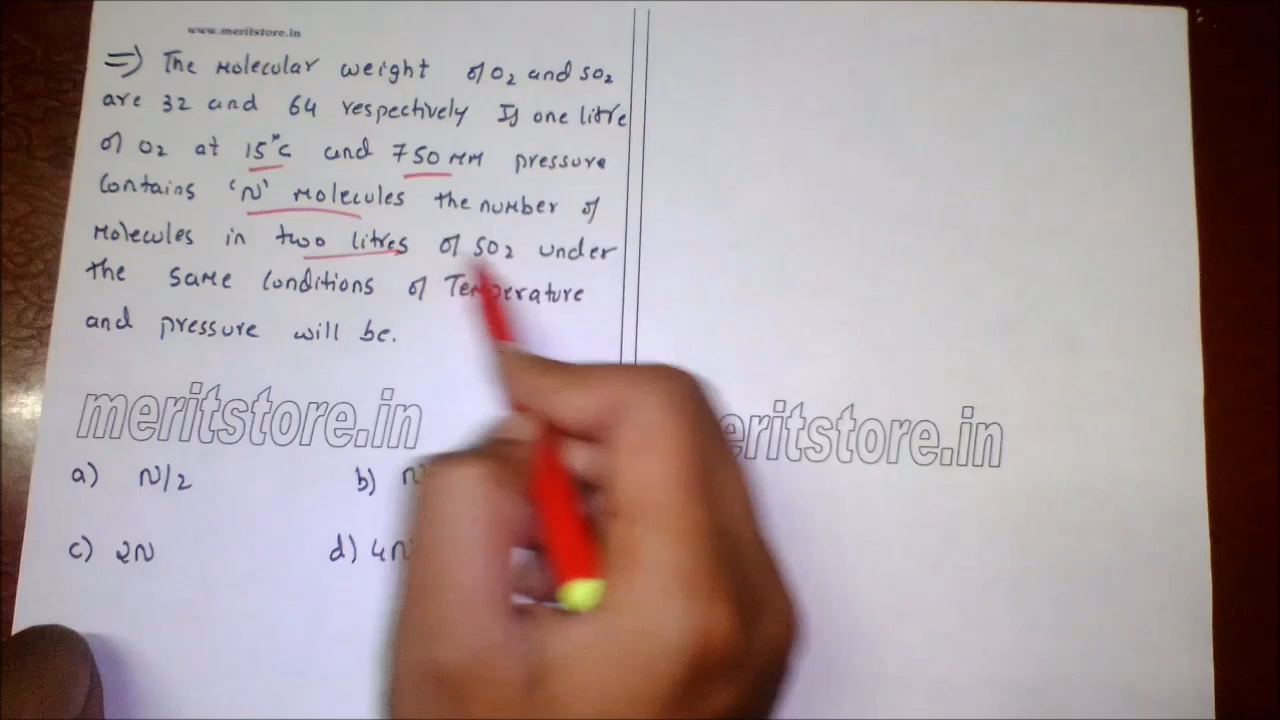 www.meritstore.in
=> The Molecular weight of O2 and SO2
are 32 and 64 respectively If one litre
of O2 at 15°C and 750 MM pressure
Contains 'N' Molecules the number of
Molecules in two litres of SO2 under
the same Conditions of Temperature
and pressure will be.
meritstore.in
a) N/2
b) N
c) 2N
d) 4N
eritstore.in